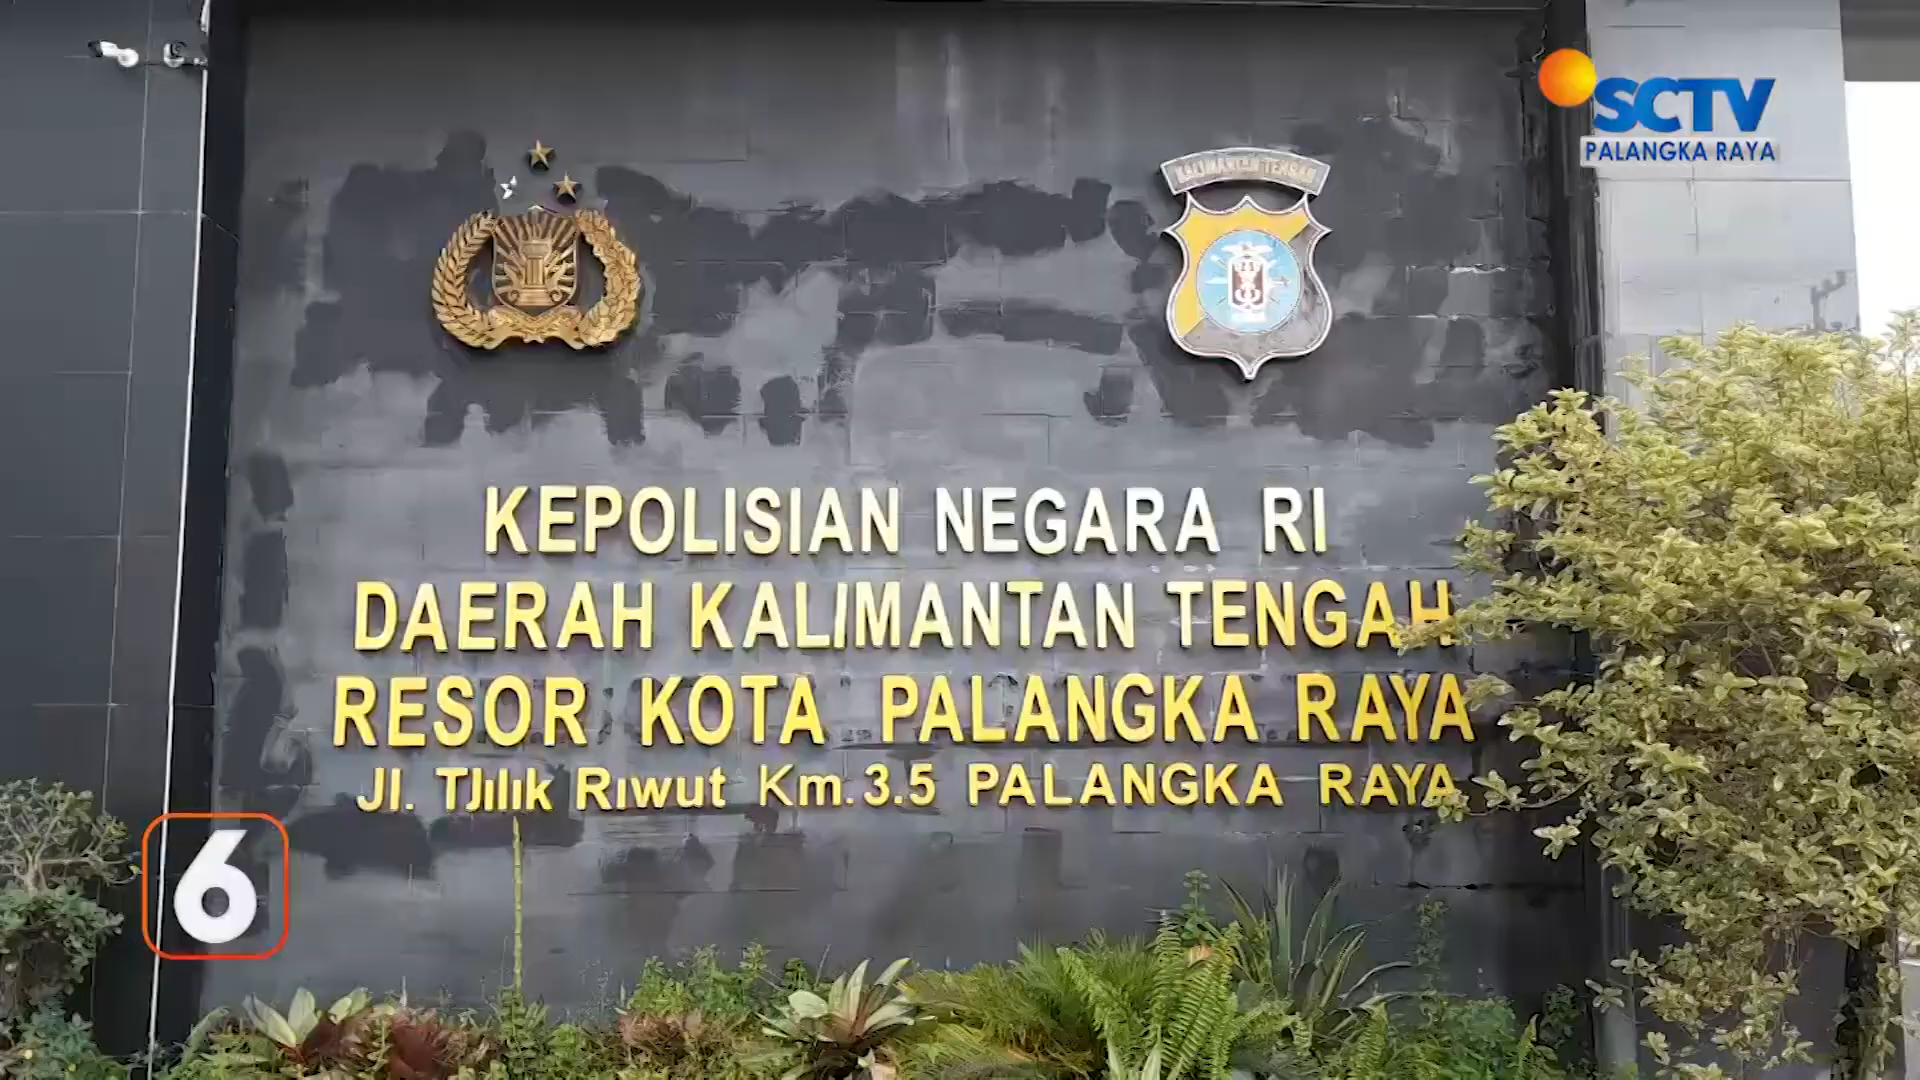 SCTV
PALANGKA RAYA
KALIMANTAN TENGAH
KEPOLISIAN NEGARA RI
DAERAH KALIMANTAN TENGAH
RESOR KOTA PALANGKA RAYA
Jl. Tjilik Riwut Km. 3.5 PALANGKA RAYA
6